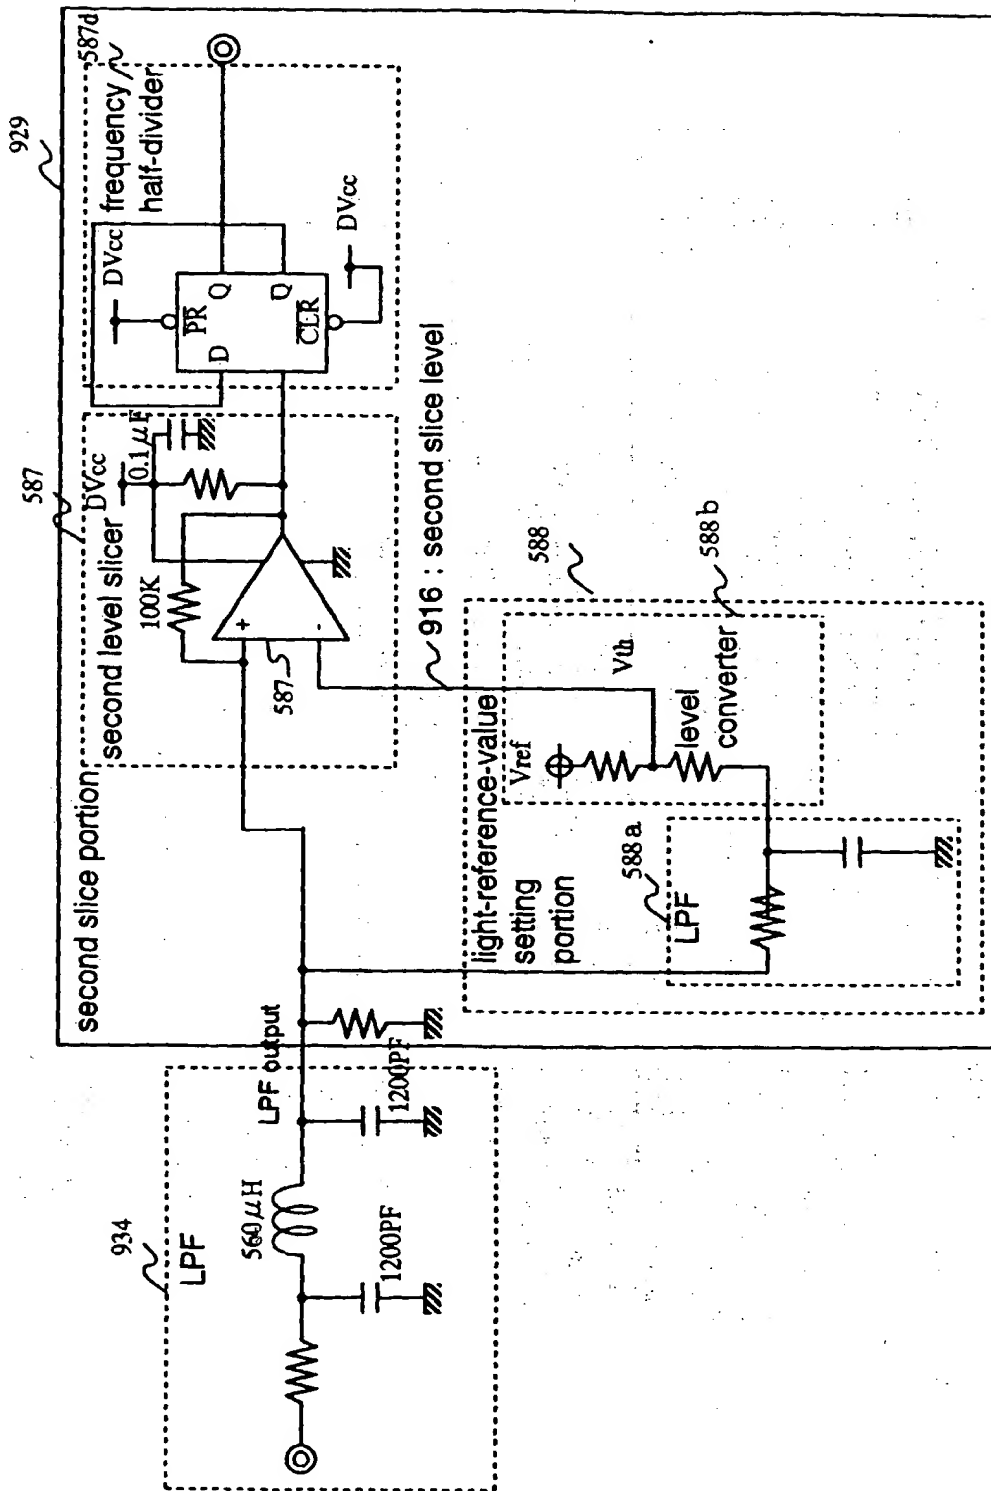 934
LPF
560μH
1200PF
LPF output
1200PF
929
second slice portion
587
second level slicer
DVcc
0.1μF
100K
+
-
587
DVcc
frequency
half-divider
587d
PR
D
Q
Q
CLR
DVcc
916 : second slice level
588
light-reference-value
setting
portion
Vref
Vth
level
converter
588b
588a
LPF